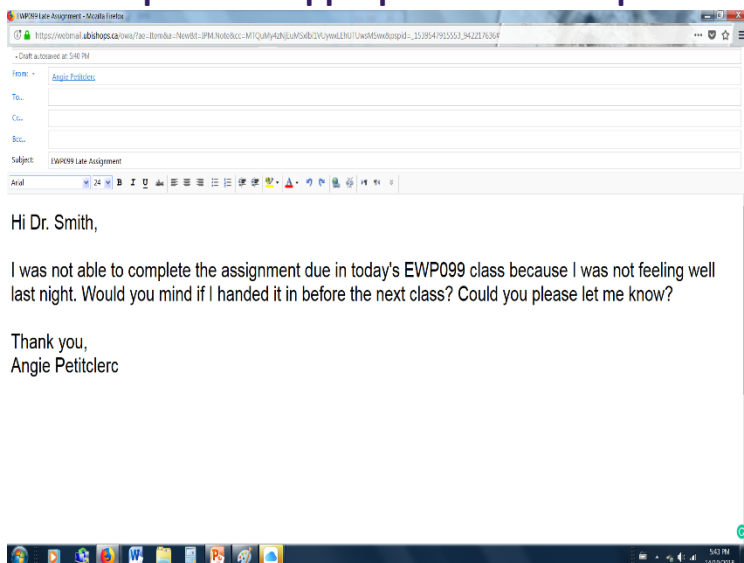 EWP099 Late Assignment - Mozilla Firefox
Draft autosaved at 5:40 PM
From:
Angie Petitclerc
To...
Cc...
Bcc...
Subject: EWP099 Late Assignment
Arial 24 B I U abc
Hi Dr. Smith,
I was not able to complete the assignment due in today's EWP099 class because I was not feeling well
last night. Would you mind if I handed it in before the next class? Could you please let me know?
Thank you,
Angie Petitclerc
5:43 PM